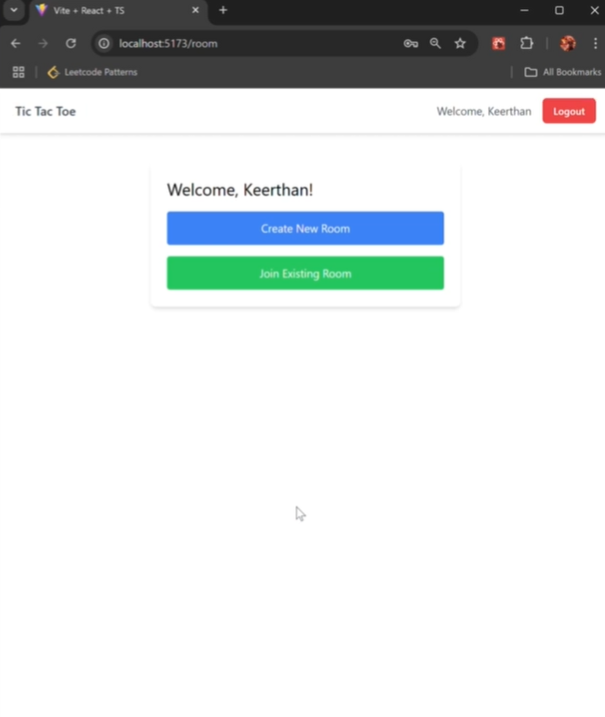 Vite + React + TS
localhost:5173/room
Leetcode Patterns
All Bookmarks
Tic Tac Toe
Welcome, Keerthan
Logout
Welcome, Keerthan!
Create New Room
Join Existing Room